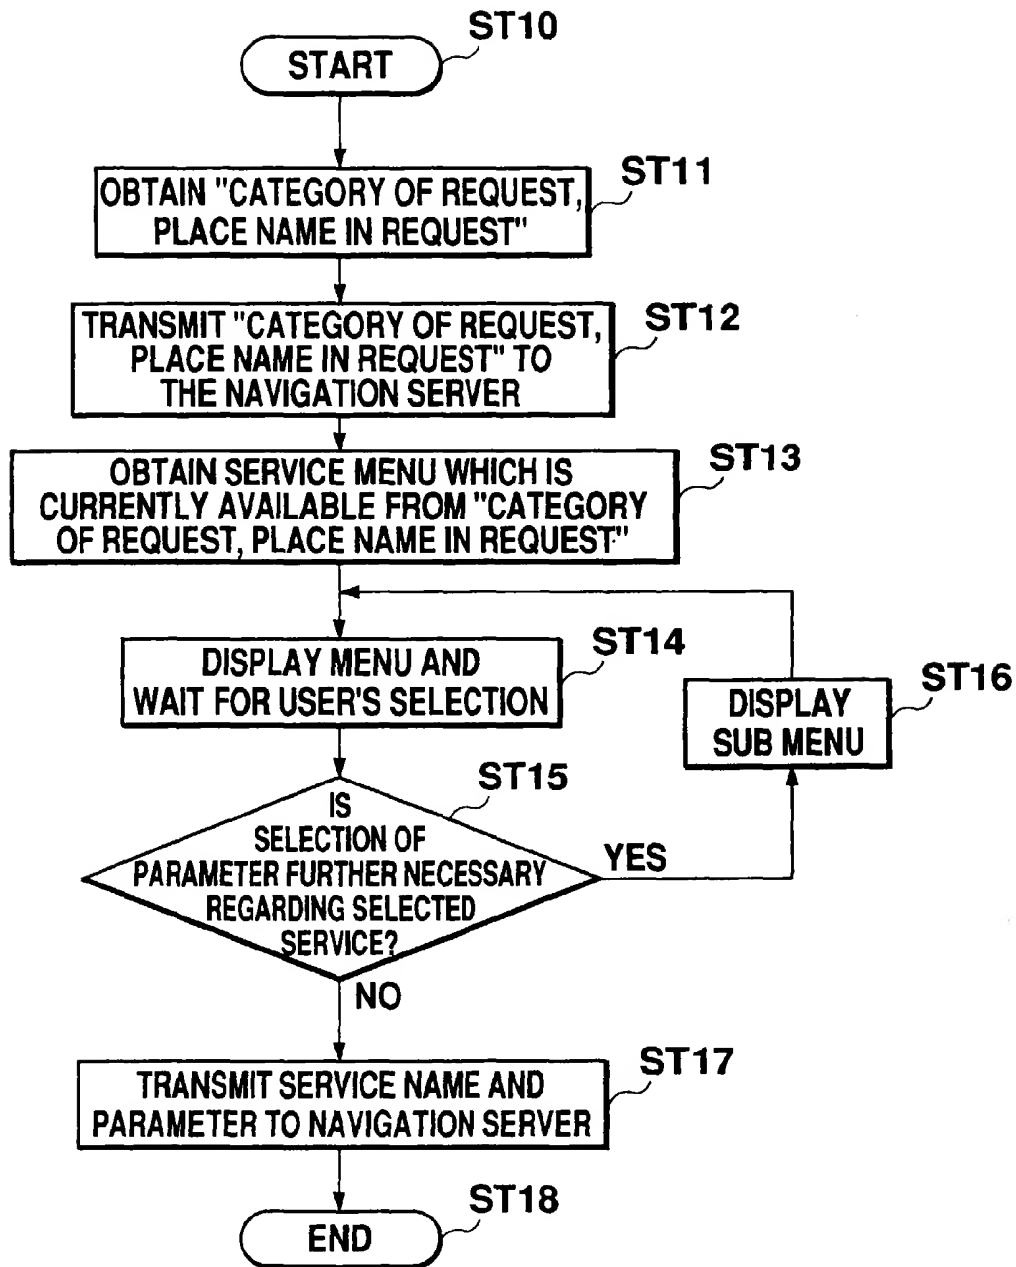 ST10
START
ST11
OBTAIN "CATEGORY OF REQUEST,
PLACE NAME IN REQUEST"
ST12
TRANSMIT "CATEGORY OF REQUEST,
PLACE NAME IN REQUEST" TO
THE NAVIGATION SERVER
ST13
OBTAIN SERVICE MENU WHICH IS
CURRENTLY AVAILABLE FROM "CATEGORY
OF REQUEST, PLACE NAME IN REQUEST"
ST14
DISPLAY MENU AND
WAIT FOR USER'S SELECTION
ST16
DISPLAY
SUB MENU
ST15
IS
SELECTION OF
PARAMETER FURTHER NECESSARY
REGARDING SELECTED
SERVICE?
YES
NO
ST17
TRANSMIT SERVICE NAME AND
PARAMETER TO NAVIGATION SERVER
ST18
END